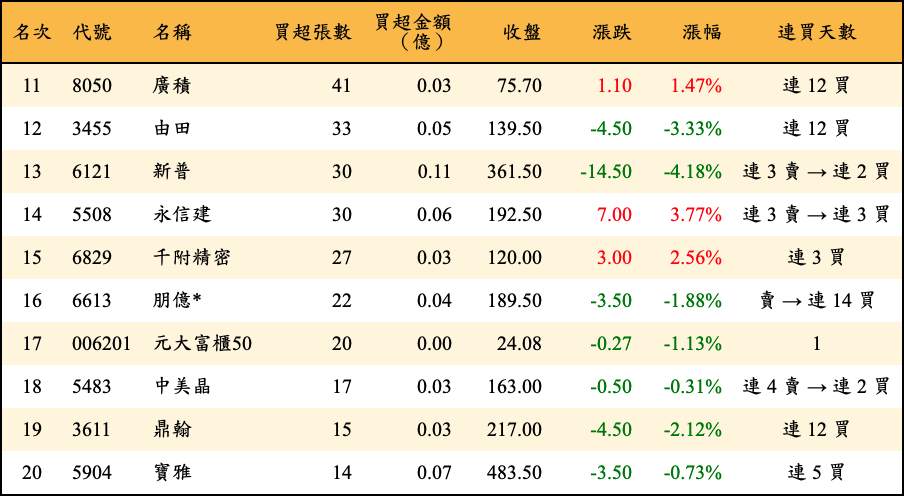 名次 代號 名稱 買超張數 買超金額（億） 收盤 漲跌 漲幅 連買天數
11 8050 廣積 41 0.03 75.70 1.10 1.47% 連 12 買
12 3455 由田 33 0.05 139.50 -4.50 -3.33% 連 12 買
13 6121 新普 30 0.11 361.50 -14.50 -4.18% 連 3 賣 → 連 2 買
14 5508 永信建 30 0.06 192.50 7.00 3.77% 連 3 賣 → 連 3 買
15 6829 千附精密 27 0.03 120.00 3.00 2.56% 連 3 買
16 6613 朋億* 22 0.04 189.50 -3.50 -1.88% 賣 → 連 14 買
17 006201 元大富櫃50 20 0.00 24.08 -0.27 -1.13% 1
18 5483 中美晶 17 0.03 163.00 -0.50 -0.31% 連 4 賣 → 連 2 買
19 3611 鼎翰 15 0.03 217.00 -4.50 -2.12% 連 12 買
20 5904 寶雅 14 0.07 483.50 -3.50 -0.73% 連 5 買